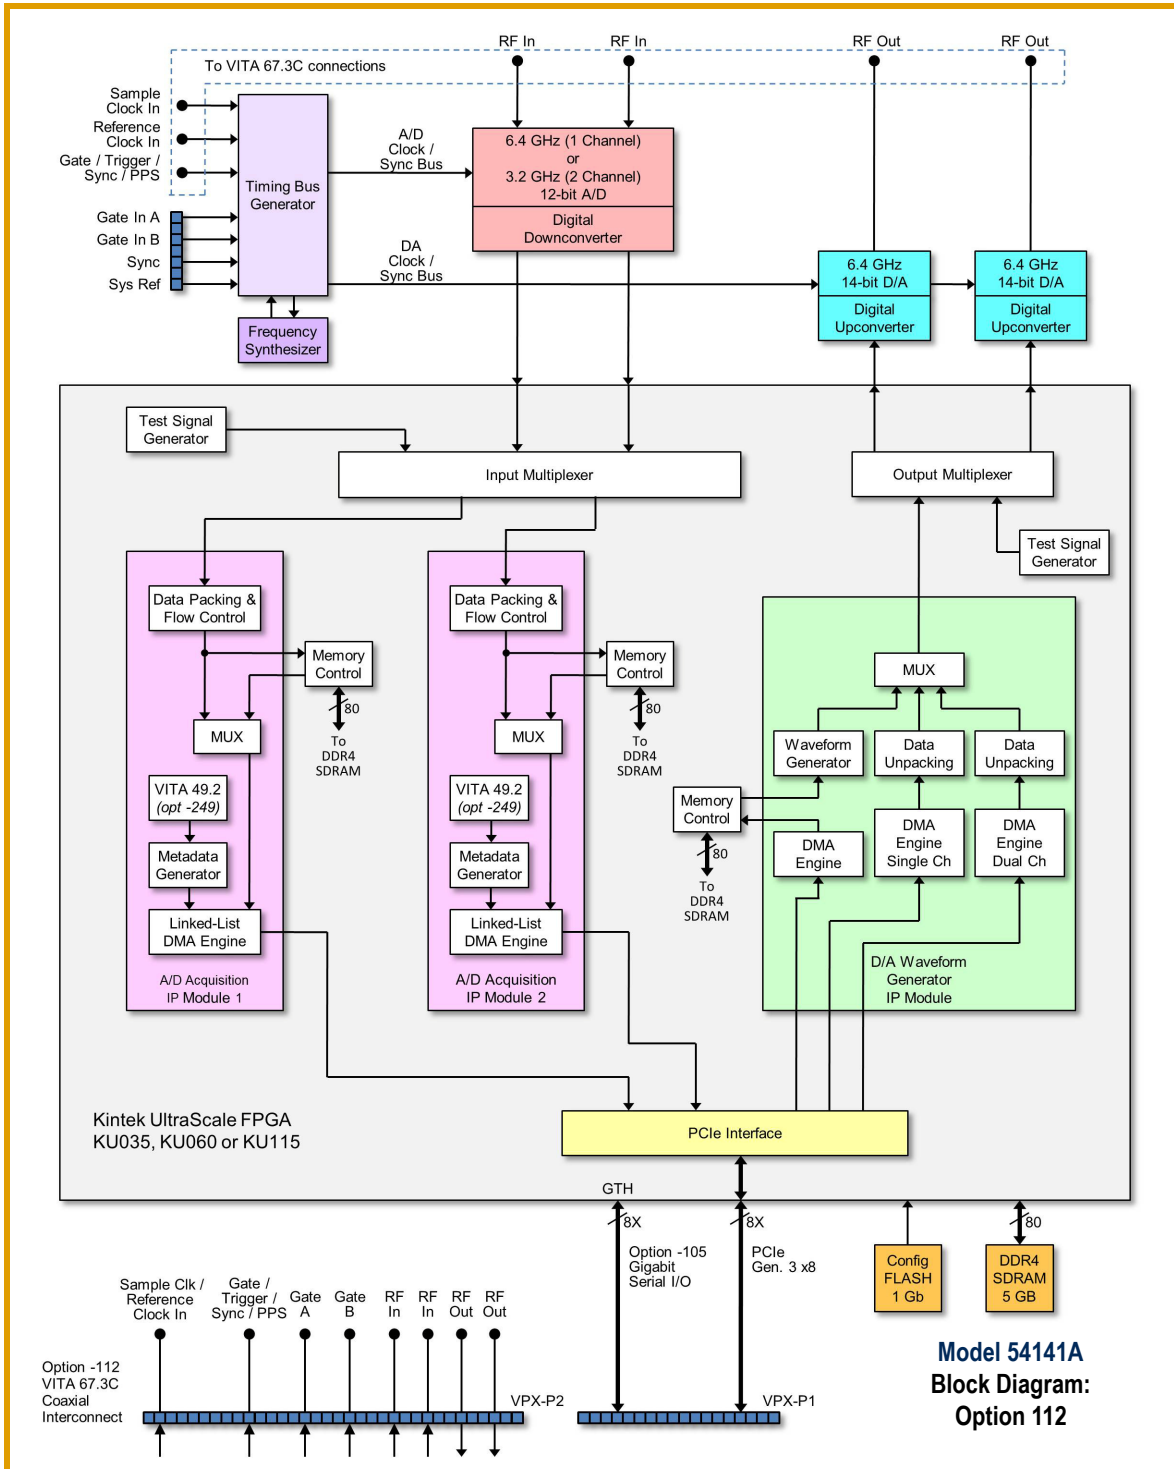 RF In
RF In
RF Out
RF Out
To VITA 67.3C connections
Sample
Clock In
Reference
Clock In
Gate / Trigger /
Sync / PPS
Gate In A
Gate In B
Sync
Sys Ref
Timing Bus
Generator
Frequency
Synthesizer
A/D
Clock /
Sync Bus
DA
Clock /
Sync Bus
6.4 GHz (1 Channel)
or
3.2 GHz (2 Channel)
12-bit A/D
Digital
Downconverter
6.4 GHz
14-bit D/A
Digital
Upconverter
6.4 GHz
14-bit D/A
Digital
Upconverter
Test Signal
Generator
Input Multiplexer
Output Multiplexer
Test Signal
Generator
Data Packing &
Flow Control
Memory
Control
80
To
DDR4
SDRAM
MUX
VITA 49.2
(opt -249)
Metadata
Generator
Linked-List
DMA Engine
A/D Acquisition
IP Module 1
Data Packing &
Flow Control
Memory
Control
80
To
DDR4
SDRAM
MUX
VITA 49.2
(opt -249)
Metadata
Generator
Linked-List
DMA Engine
A/D Acquisition
IP Module 2
MUX
Waveform
Generator
Data
Unpacking
Data
Unpacking
Memory
Control
80
To
DDR4
SDRAM
DMA
Engine
DMA
Engine
Single Ch
DMA
Engine
Dual Ch
D/A Waveform
Generator
IP Module
Kintek UltraScale FPGA
KU035, KU060 or KU115
PCIe Interface
GTH
8X
8X
80
Option -105
Gigabit
Serial I/O
PCIe
Gen. 3 x8
Config
FLASH
1 Gb
DDR4
SDRAM
5 GB
Sample Clk /
Reference
Clock In
Gate /
Trigger /
Sync / PPS
Gate
A
Gate
B
RF
In
RF
In
RF
Out
RF
Out
Option -112
VITA 67.3C
Coaxial
Interconnect
VPX-P2
VPX-P1
Model 54141A
Block Diagram:
Option 112